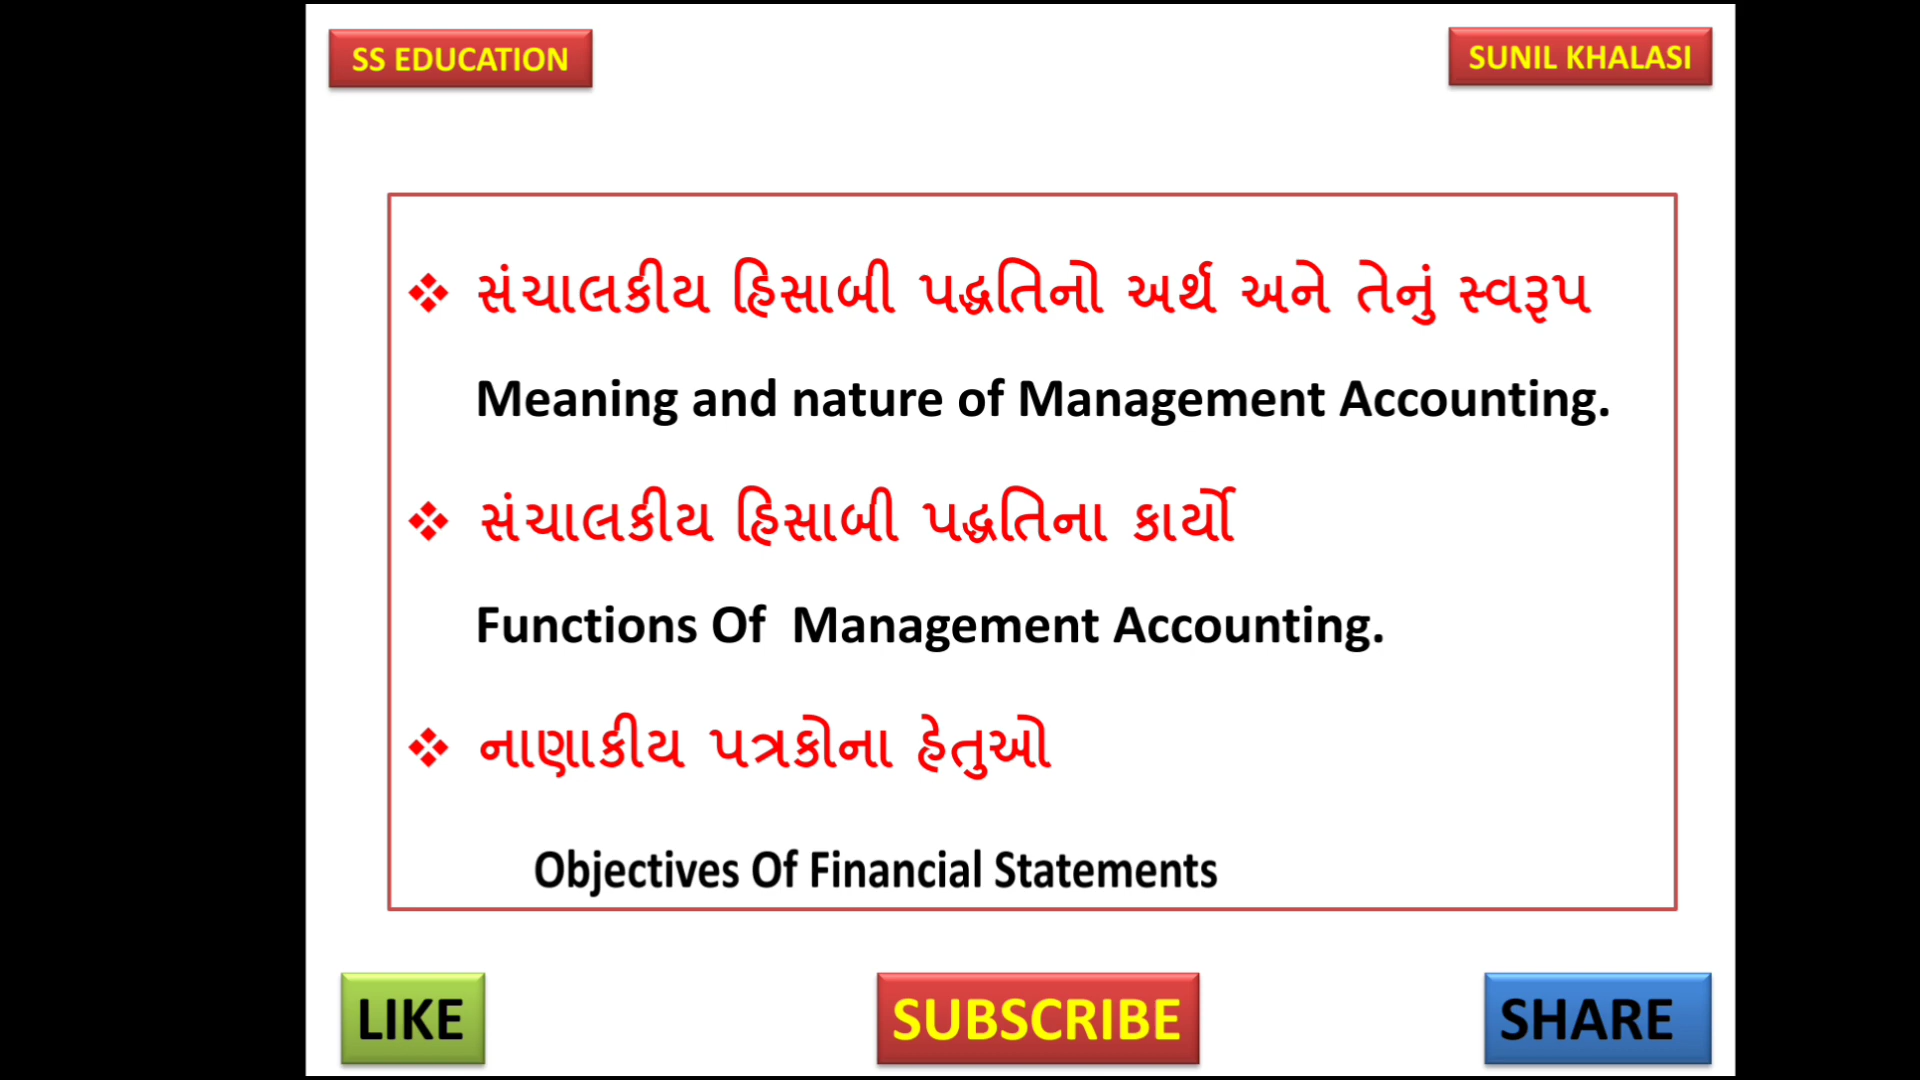 SS EDUCATION
SUNIL KHALASI
❖ સંચાલકીય હિસાબી પદ્ધતિનો અર્થ અને તેનું સ્વરૂપ
Meaning and nature of Management Accounting.
❖ સંચાલકીય હિસાબી પદ્ધતિના કાર્યો
Functions Of Management Accounting.
❖ નાણાકીય પત્રકોના હેતુઓ
Objectives Of Financial Statements
LIKE
SUBSCRIBE
SHARE